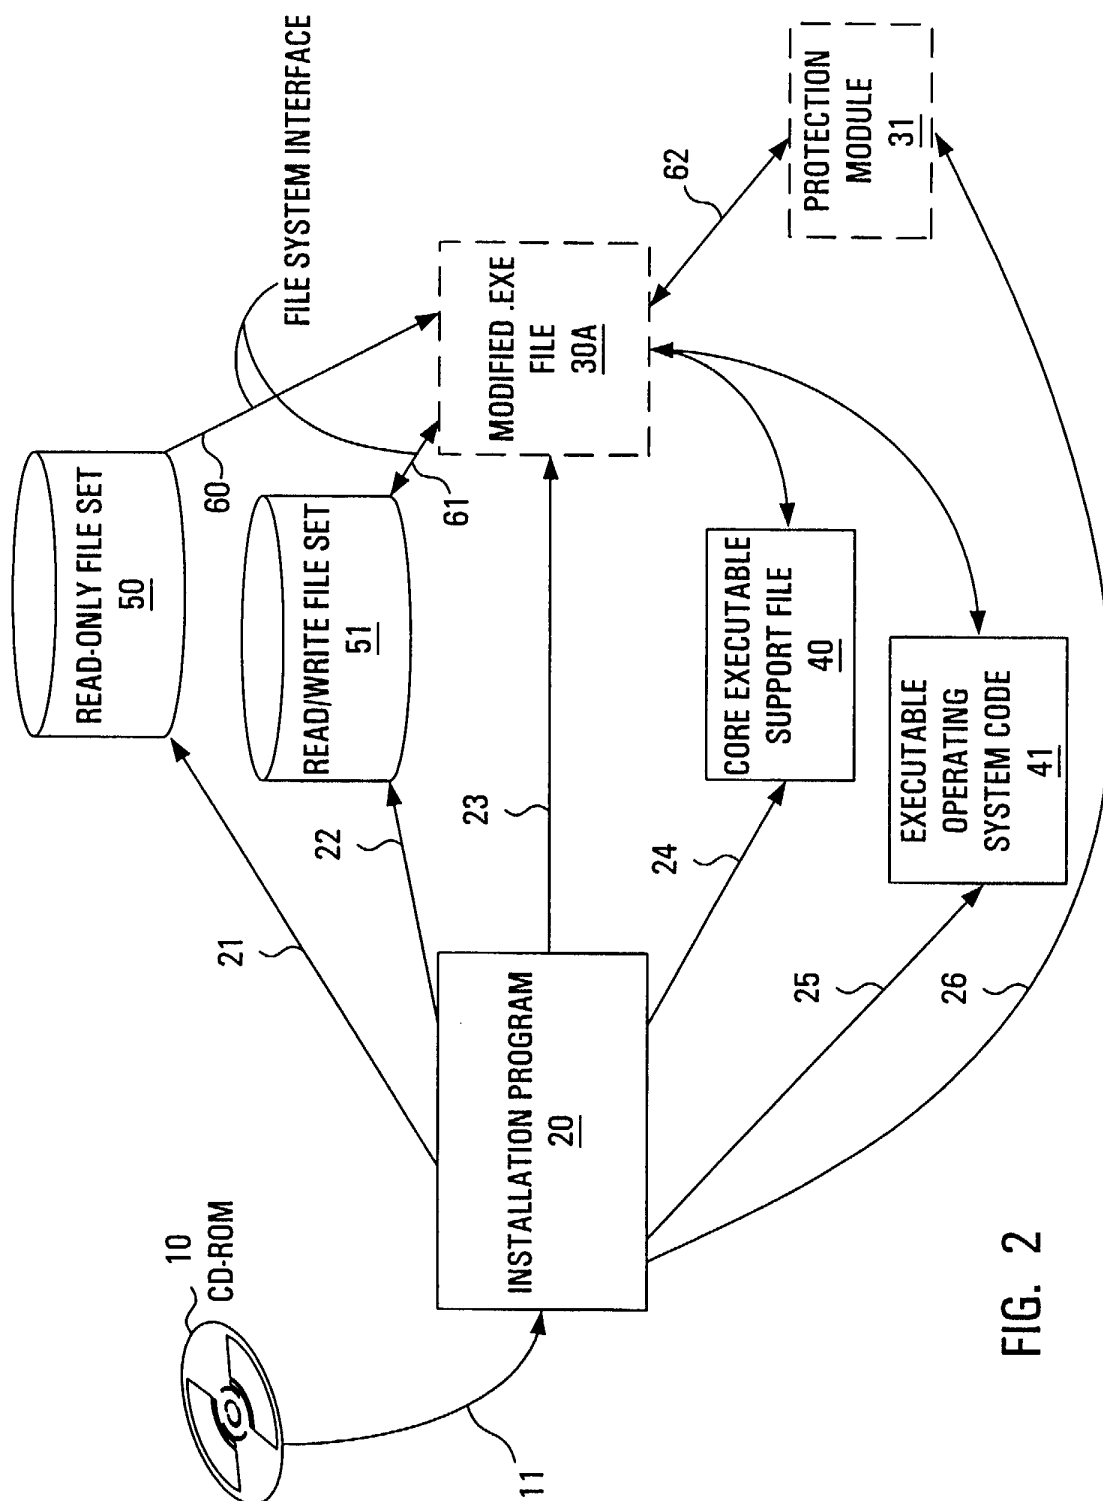 10
CD-ROM
11
INSTALLATION PROGRAM
20
21
22
23
24
25
26
READ-ONLY FILE SET
50
READ/WRITE FILE SET
51
60
61
FILE SYSTEM INTERFACE
MODIFIED .EXE
FILE
30A
62
PROTECTION
MODULE
31
CORE EXECUTABLE
SUPPORT FILE
40
EXECUTABLE
OPERATING
SYSTEM CODE
41
FIG. 2